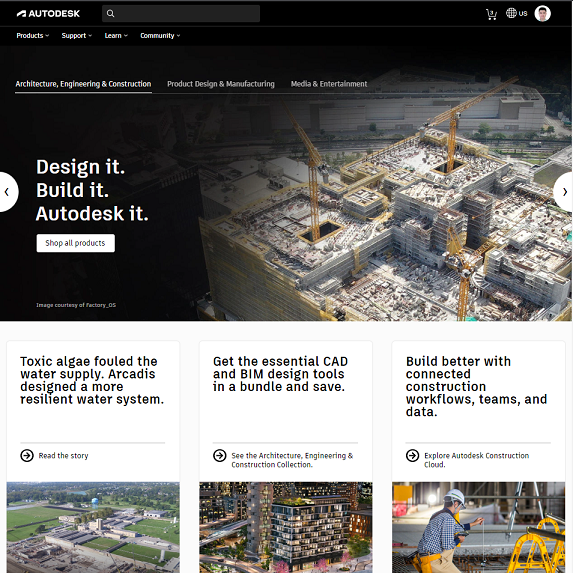 AUTODESK
3
US
Products
Support
Learn
Community
Architecture, Engineering & Construction
Product Design & Manufacturing
Media & Entertainment
Design it.
Build it.
Autodesk it.
Shop all products
Image courtesy of Factory_OS
Toxic algae fouled the
water supply. Arcadis
designed a more
resilient water system.
Read the story
Get the essential CAD
and BIM design tools
in a bundle and save.
See the Architecture, Engineering &
Construction Collection.
Build better with
connected
construction
workflows, teams, and
data.
Explore Autodesk Construction
Cloud.